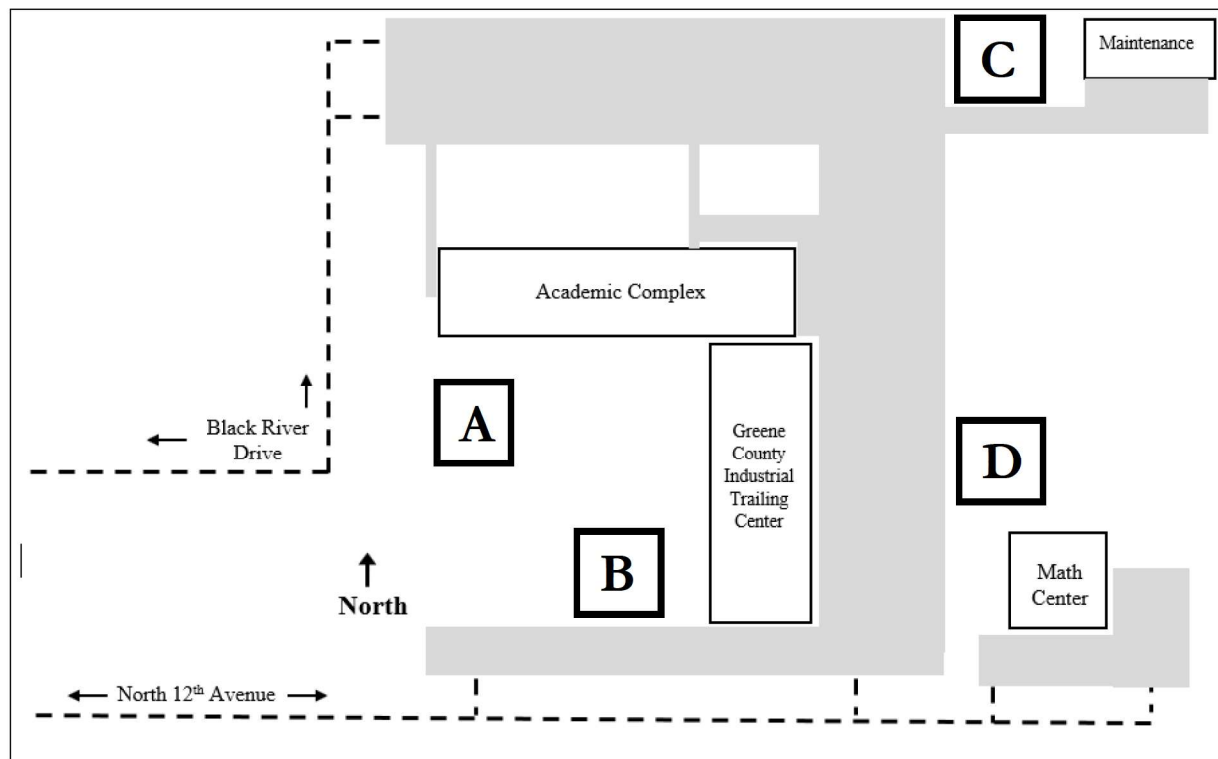 C
Maintenance
Academic Complex
A
Black River
Drive
Greene
County
Industrial
Trailing
Center
D
B
Math
Center
North
North 12th Avenue